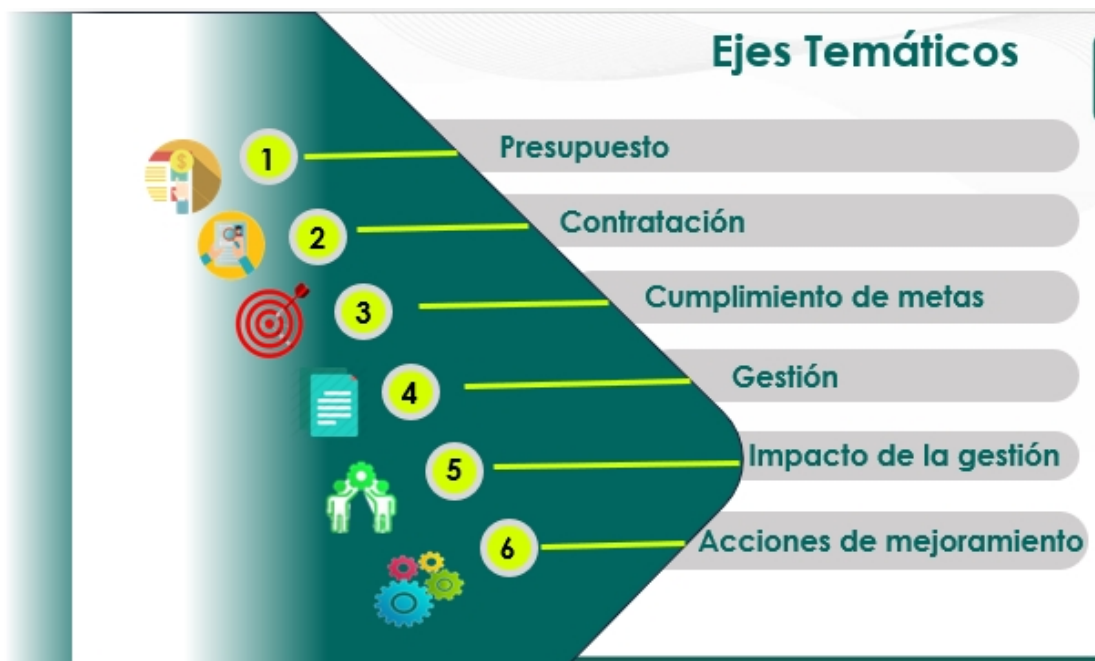 Ejes Temáticos
1 Presupuesto
2 Contratación
3 Cumplimiento de metas
4 Gestión
5 Impacto de la gestión
6 Acciones de mejoramiento